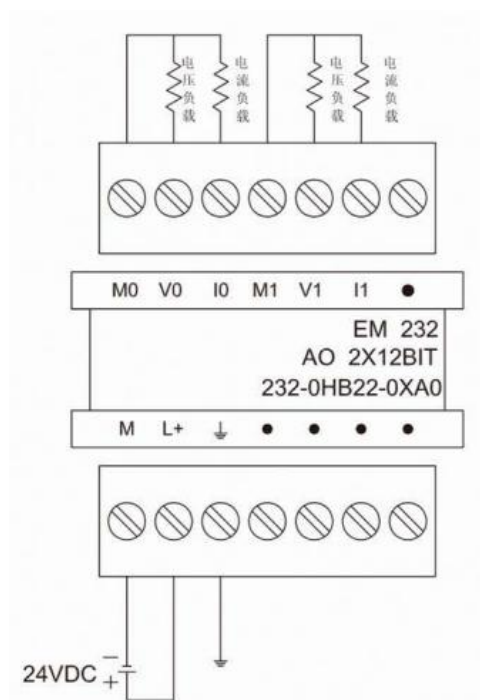 电压负载
电流负载
电压负载
电流负载
M0 V0 I0 M1 V1 I1
EM 232
AO 2X12BIT
232-0HB22-0XA0
M L+
24VDC
− 
+